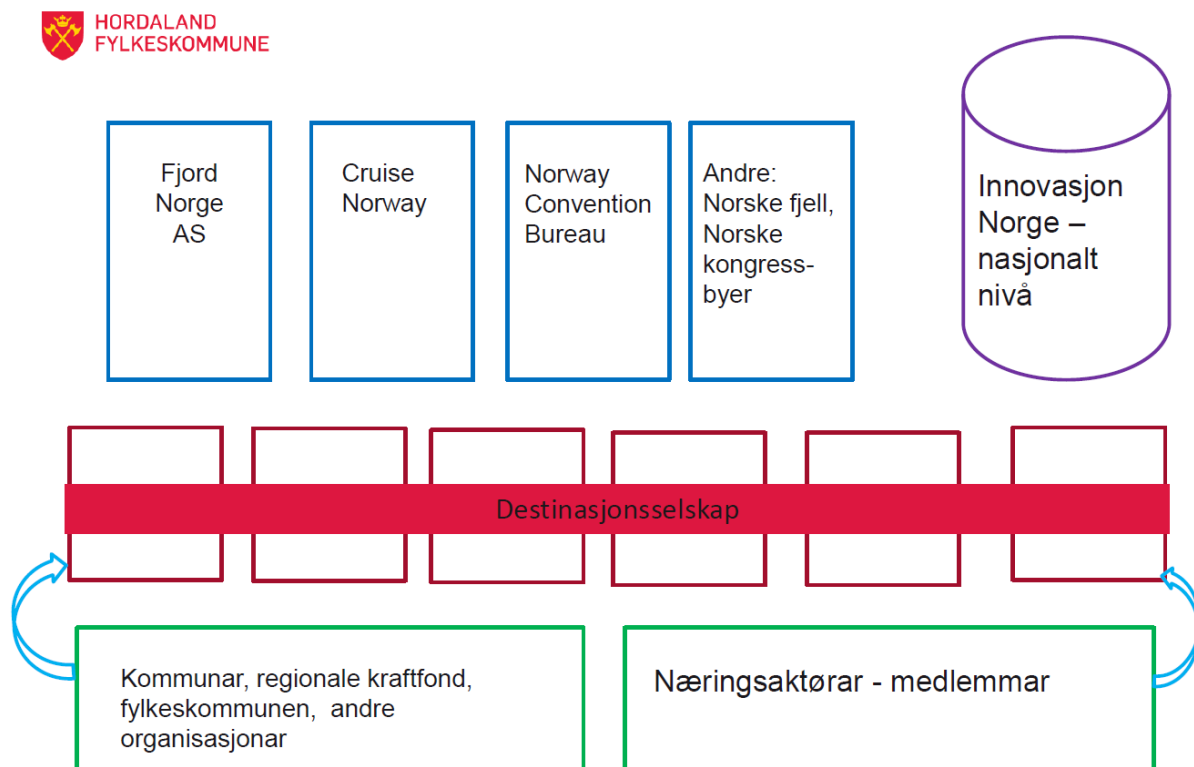 HORDALAND
FYLKESKOMMUNE
Fjord
Norge
AS
Cruise
Norway
Norway
Convention
Bureau
Andre:
Norske fjell,
Norske
kongress-
byer
Innovasjon
Norge –
nasjonalt
nivå
Destinasjonsselskap
Kommunar, regionale kraftfond,
fylkeskommunen,  andre
organisasjonar
Næringsaktørar - medlemmar